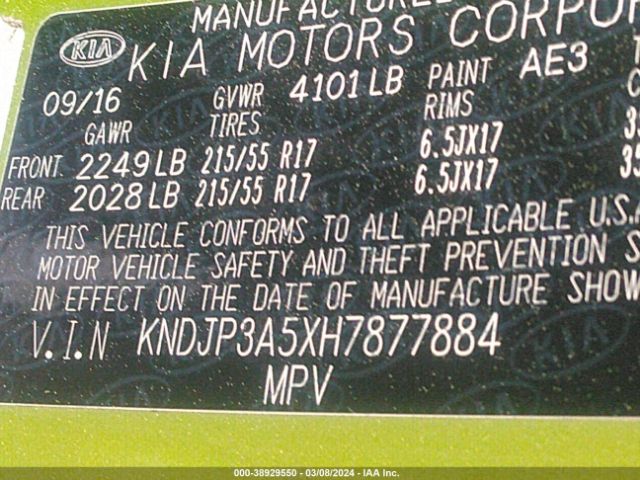 MANUFACTURED
KIA KIA MOTORS CORPOR
09/16 GVWR 4101 LB PAINT AE3
GAWR TIRES RIMS
FRONT. 2249 LB 215/55 R17 6.5JX17
REAR 2028 LB 215/55 R17 6.5JX17 35
THIS VEHICLE CONFORMS TO ALL APPLICABLE U.S.
MOTOR VEHICLE SAFETY AND THEFT PREVENTION S
IN EFFECT ON THE DATE OF MANUFACTURE SHOW
V.I.N KNDJP3A5XH7877884
MPV
000-38929550 - 03/08/2024 - IAA Inc.